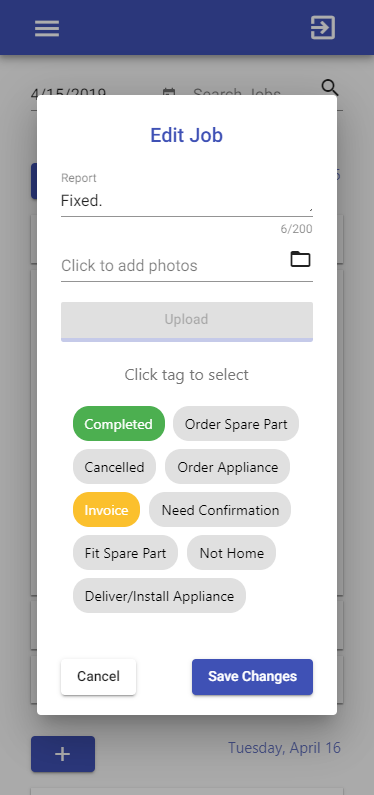 4/15/2019 Search Jobs
Edit Job
Report
Fixed.
6/200
Click to add photos
Upload
Click tag to select
Completed Order Spare Part
Cancelled Order Appliance
Invoice Need Confirmation
Fit Spare Part Not Home
Deliver/Install Appliance
Cancel Save Changes
+ Tuesday, April 16